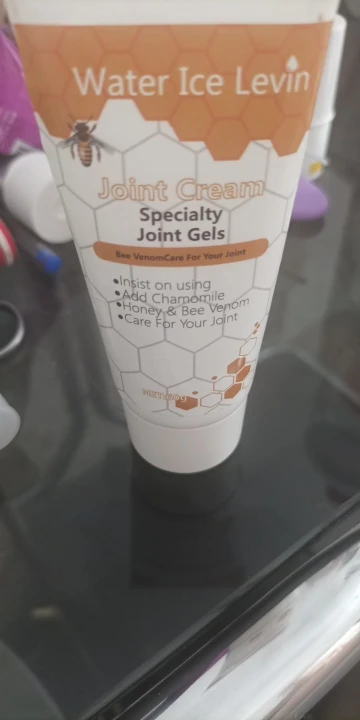 Water Ice Levin
Joint Cream
Specialty
Joint Gels
Bee VenomCare For Your Joint
•Insist on using
•Add Chamomile
•Honey & Bee Venom
•Care For Your Joint